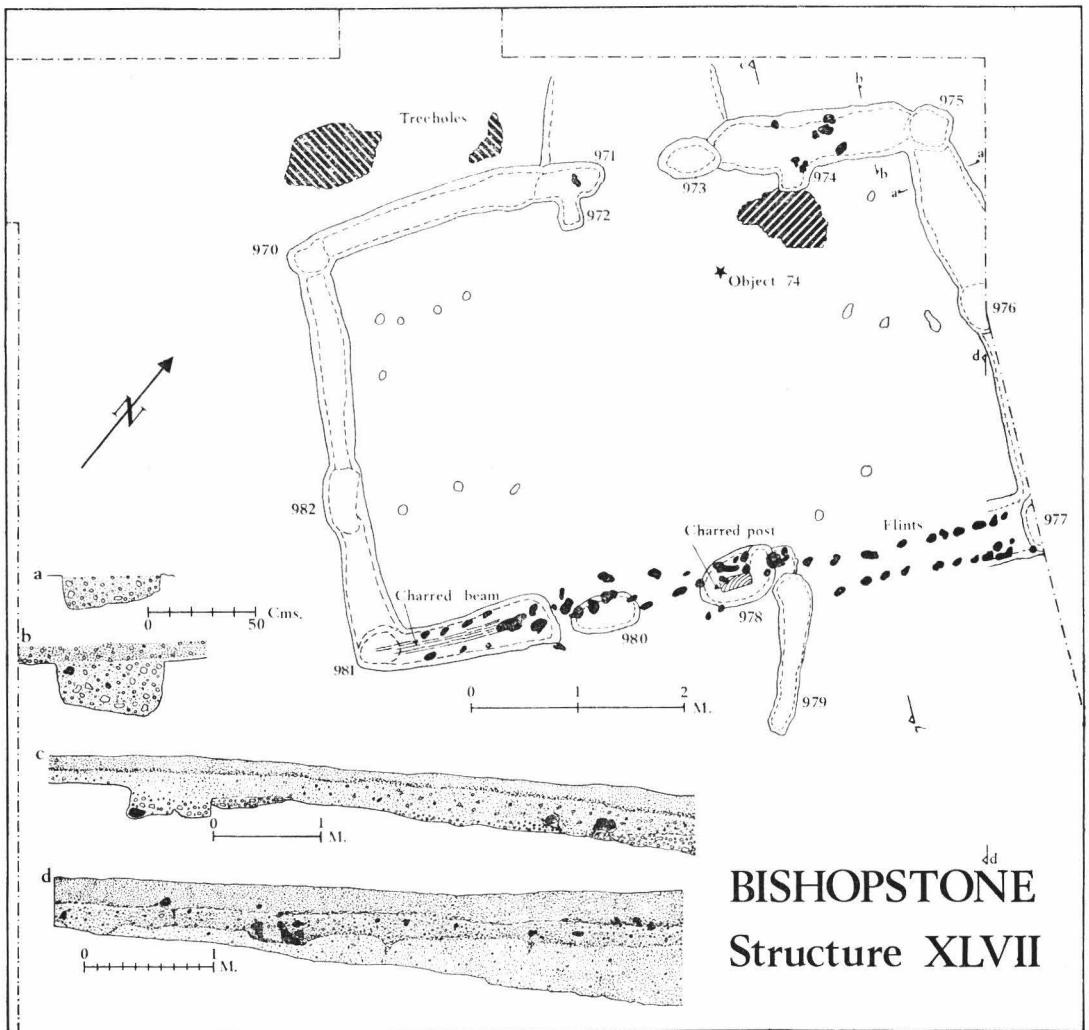 c
b
975
Treeholes
971
a
973
974
b
a
972
970
Object 74
976
d
N
982
Charred post
Flints
977
Charred beam
a
978
0 50 Cms.
980
b
981
0 1 2 M.
979
c
c
0 1 M.
d
d
BISHOPSTONE
Structure XLVII
0 1 M.